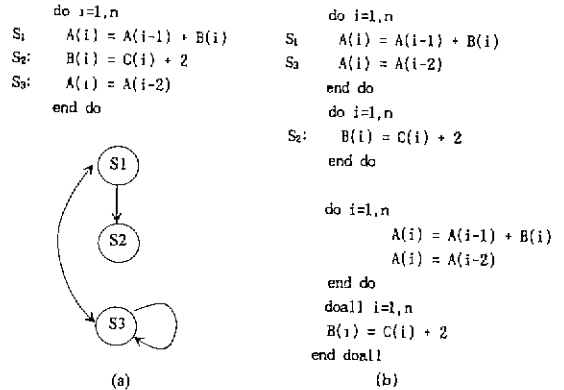 do i=1,n
S₁ A(i) = A(i-1) + B(i)
S₂: B(i) = C(i) + 2
S₃: A(i) = A(i-2)
end do
S1
S2
S3
(a)
do i=1,n
S₁ A(i) = A(i-1) + B(i)
S₃ A(i) = A(i-2)
end do
do i=1,n
S₂: B(i) = C(i) + 2
end do
do i=1,n
A(i) = A(i-1) + B(i)
A(i) = A(i-2)
end do
doall i=1,n
B(i) = C(i) + 2
end doall
(b)